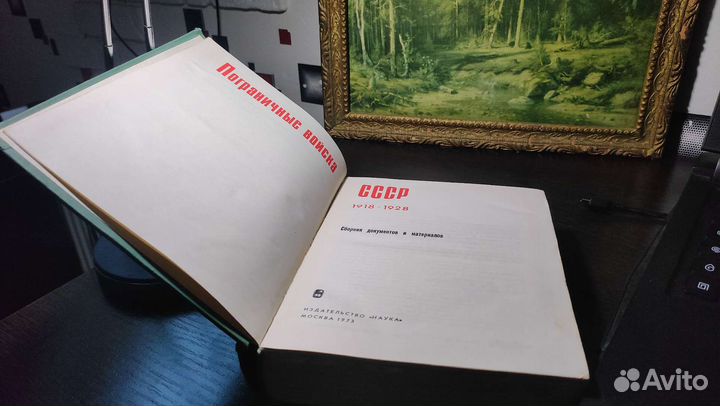 Пограничные войска
СССР
1918-1928
Сборник документов и материалов
ИЗДАТЕЛЬСТВО «НАУКА»
МОСКВА 1973
Avito